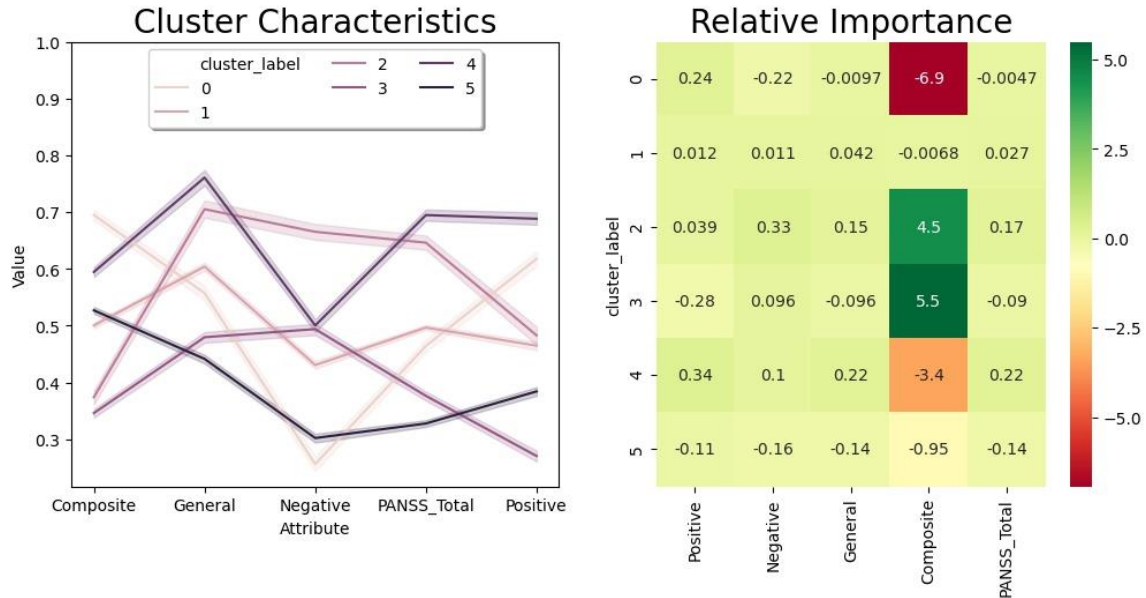 Cluster Characteristics
1.0
0.9
0.8
0.7
0.6
0.5
0.4
0.3
Value
cluster_label
0
1
2
3
4
5
Composite General Negative PANSS_Total Positive
Attribute
Relative Importance
cluster_label
0 0.24 -0.22 -0.0097 -6.9 -0.0047
1 0.012 0.011 0.042 -0.0068 0.027
2 0.039 0.33 0.15 4.5 0.17
3 -0.28 0.096 -0.096 5.5 -0.09
4 0.34 0.1 0.22 -3.4 0.22
5 -0.11 -0.16 -0.14 -0.95 -0.14
Positive Negative General Composite PANSS_Total
5.0
2.5
0.0
−2.5
−5.0